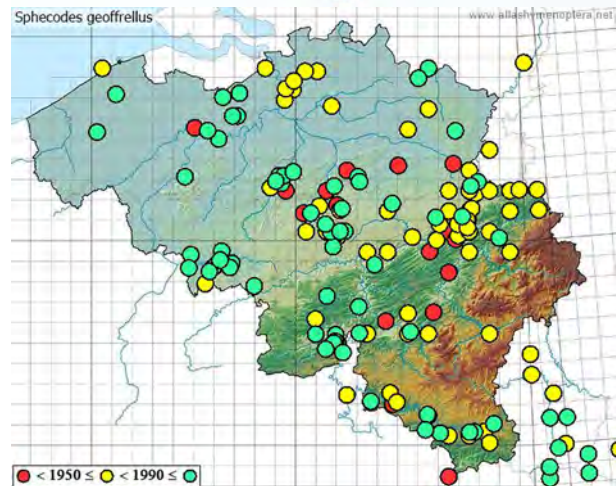 Sphecodes geoffrellus
www.atlashymenoptera.net
< 1950 ≤ < 1990 ≤